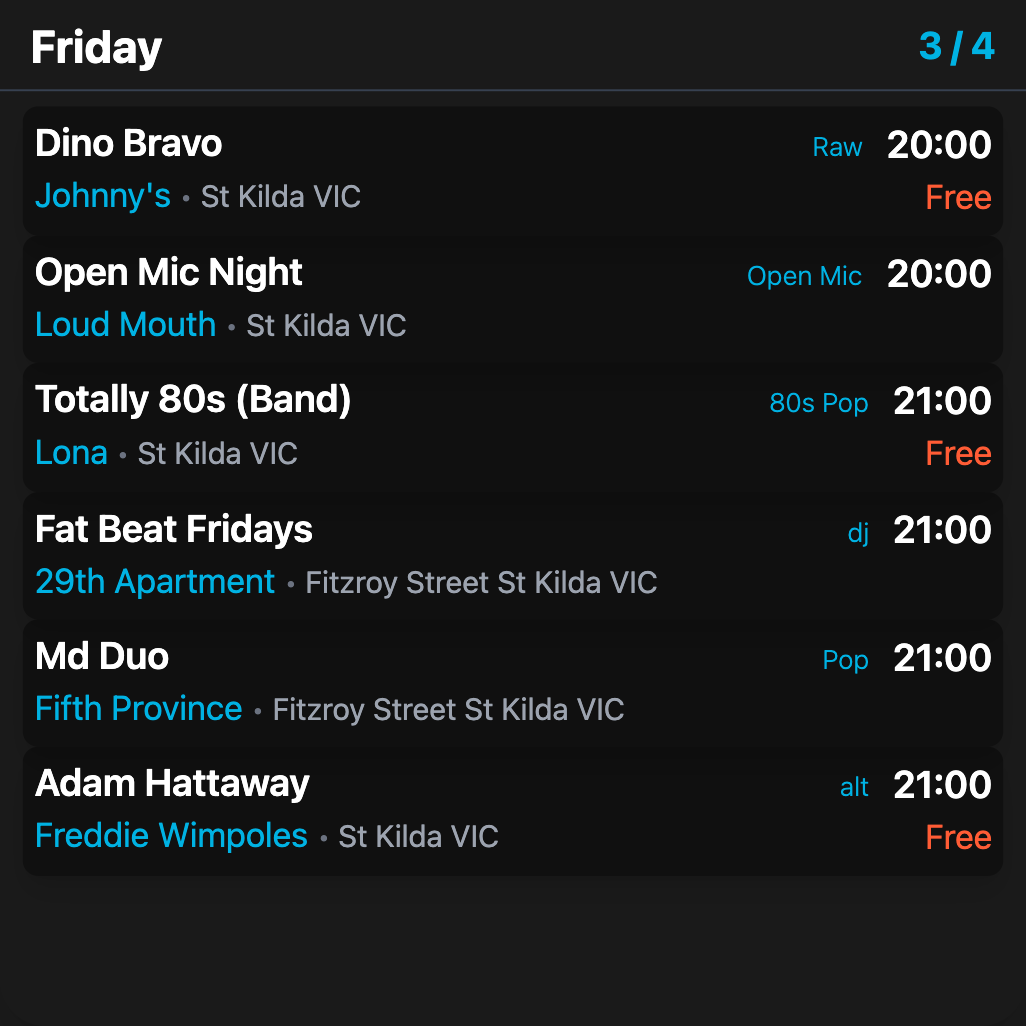 Friday 3 / 4
Dino Bravo Raw 20:00
Johnny's • St Kilda VIC Free
Open Mic Night Open Mic 20:00
Loud Mouth • St Kilda VIC
Totally 80s (Band) 80s Pop 21:00
Lona • St Kilda VIC Free
Fat Beat Fridays dj 21:00
29th Apartment • Fitzroy Street St Kilda VIC
Md Duo Pop 21:00
Fifth Province • Fitzroy Street St Kilda VIC
Adam Hattaway alt 21:00
Freddie Wimpoles • St Kilda VIC Free